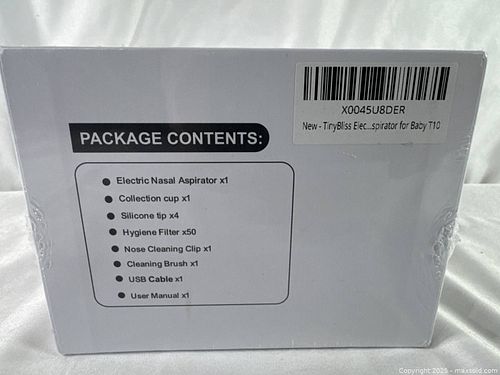 X0045U8DER
New - TinyBliss Elec...spirator for Baby T10
PACKAGE CONTENTS:
Electric Nasal Aspirator x1
Collection cup x1
Silicone tip x4
Hygiene Filter x50
Nose Cleaning Clip x1
Cleaning Brush x1
USB Cable x1
User Manual x1
Copyright 2025 - maxsold.com